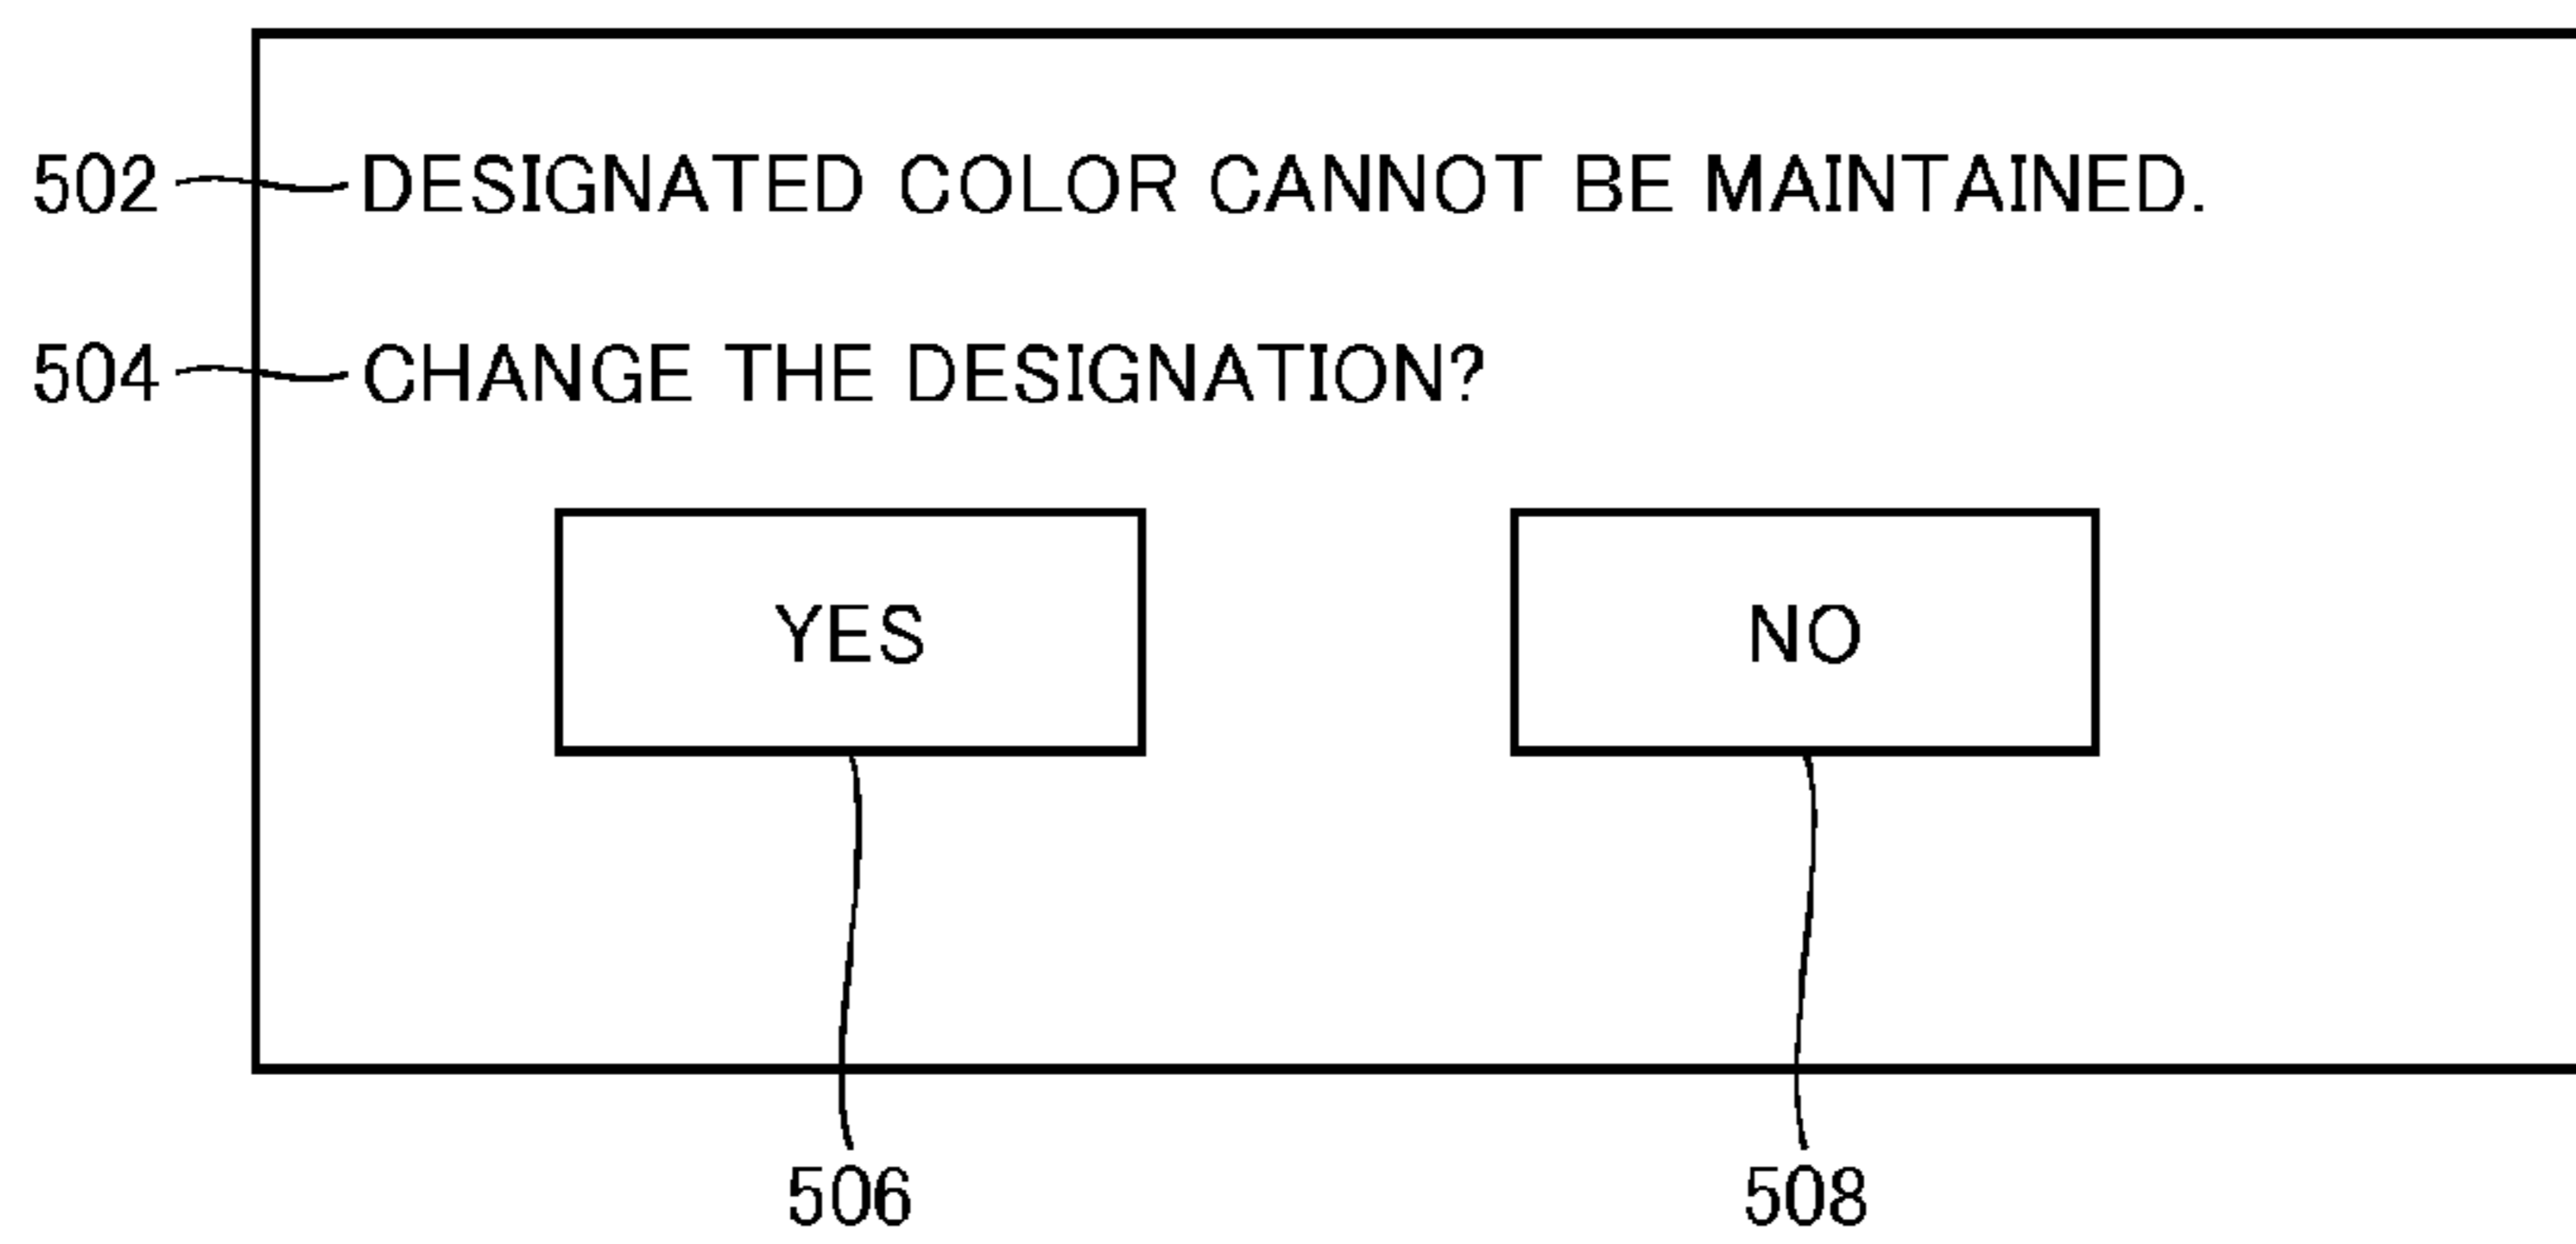 502 DESIGNATED COLOR CANNOT BE MAINTAINED.
504 CHANGE THE DESIGNATION?
YES NO
506 508